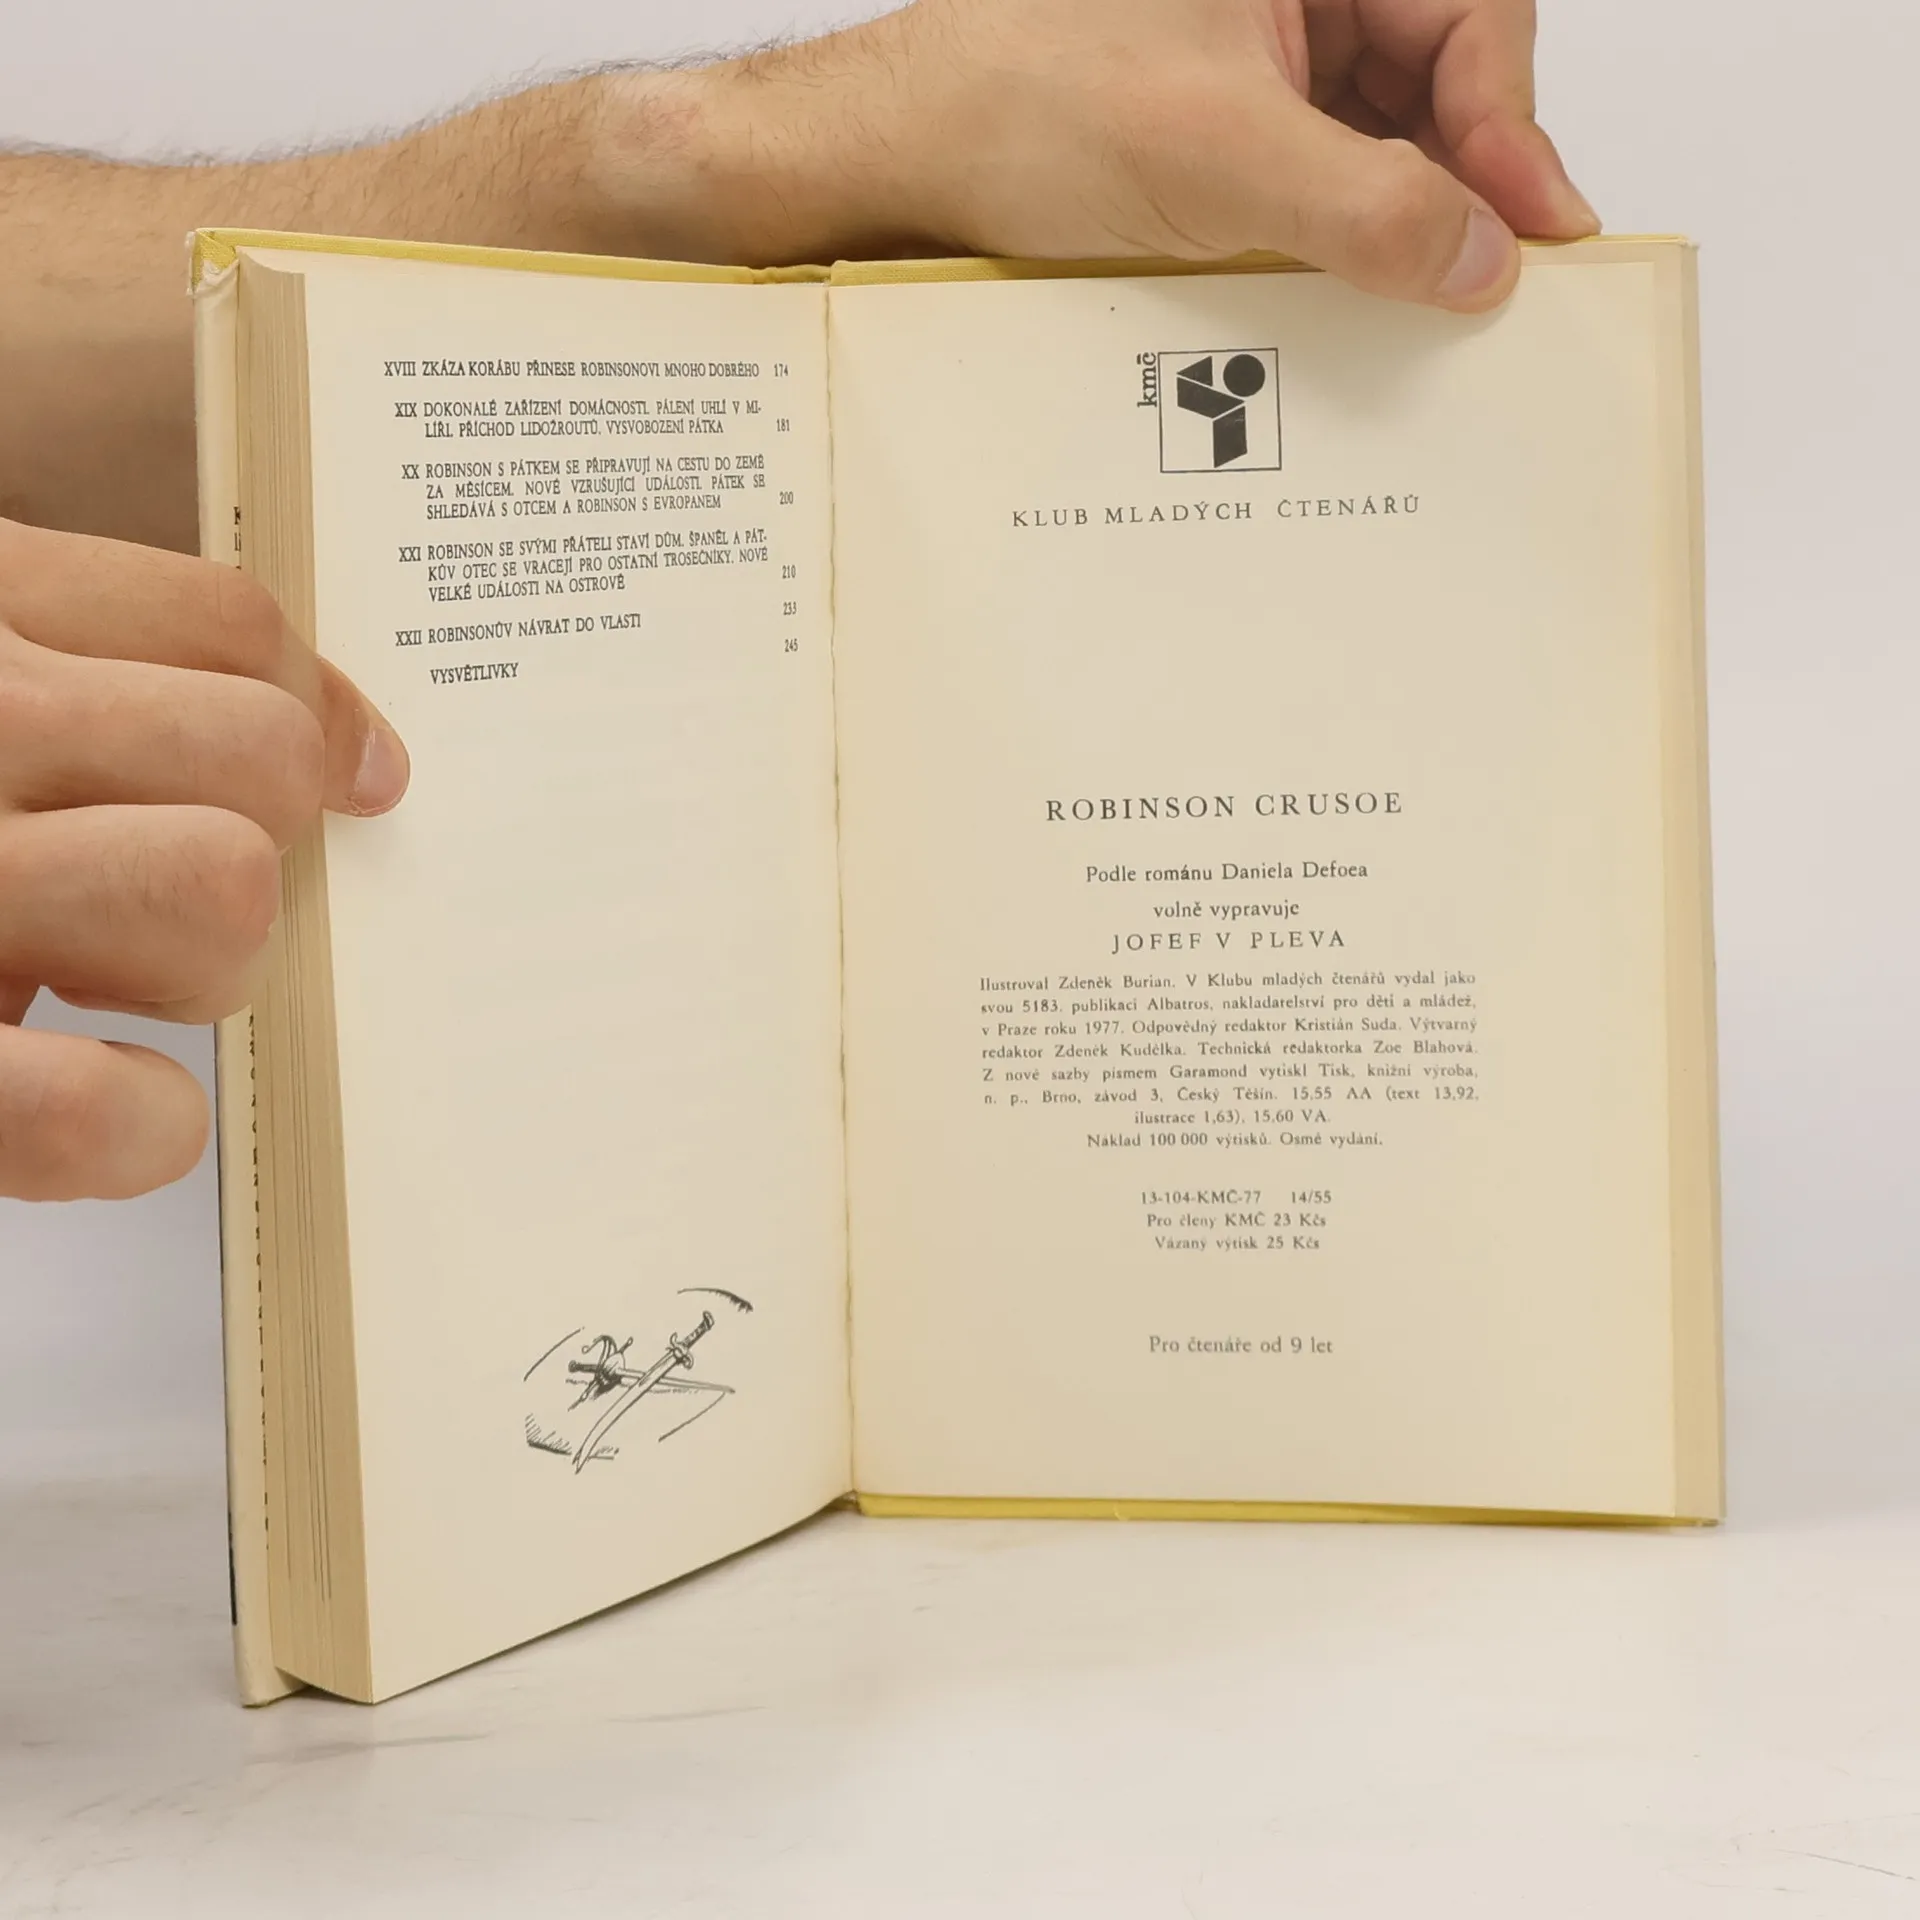 XVIII ZKÁZA KORÁBU PŘINESE ROBINSONOVI MNOHO DOBRÉHO 174
XIX DOKONALÉ ZAŘÍZENÍ DOMÁCNOSTI. PÁLENÍ UHLÍ V MI-
LÍŘI. PŘÍCHOD LIDOŽROUTŮ. VYSVOBOZENÍ PÁTKA 181
XX ROBINSON S PÁTKEM SE PŘIPRAVUJÍ NA CESTU DO ZEMĚ
ZA MĚSÍCEM. NOVÉ VZRUŠUJÍCÍ UDÁLOSTI. PÁTEK SE
SHLEDÁVÁ S OTCEM A ROBINSON S EVROPANEM 200
XXI ROBINSON SE SVÝMI PŘÁTELI STAVÍ DŮM. ŠPANĚL A PÁT-
KŮV OTEC SE VRACEJÍ PRO OSTATNÍ TROSEČNÍKY. NOVÉ
VELKÉ UDÁLOSTI NA OSTROVĚ 210
XXII ROBINSONŮV NÁVRAT DO VLASTI 233
VYSVĚTLIVKY 245
kmč
KLUB MLADÝCH ČTENÁŘŮ
ROBINSON CRUSOE
Podle románu Daniela Defoea
volně vypravuje
JOFEF V PLEVA
Ilustroval Zdeněk Burian. V Klubu mladých čtenářů vydal jako
svou 5183. publikaci Albatros, nakladatelství pro děti a mládež,
v Praze roku 1977. Odpovědný redaktor Kristián Suda. Výtvarný
redaktor Zdeněk Kudělka. Technická redaktorka Zoe Blahová.
Z nové sazby písmem Garamond vytiskl Tisk, knižní výroba,
n. p., Brno, závod 3, Český Těšín. 15,55 AA (text 13,92,
ilustrace 1,63), 15,60 VA.
Náklad 100 000 výtisků. Osmé vydání.
13-104-KMČ-77 14/55
Pro členy KMČ 23 Kčs
Vázaný výtisk 25 Kčs
Pro čtenáře od 9 let